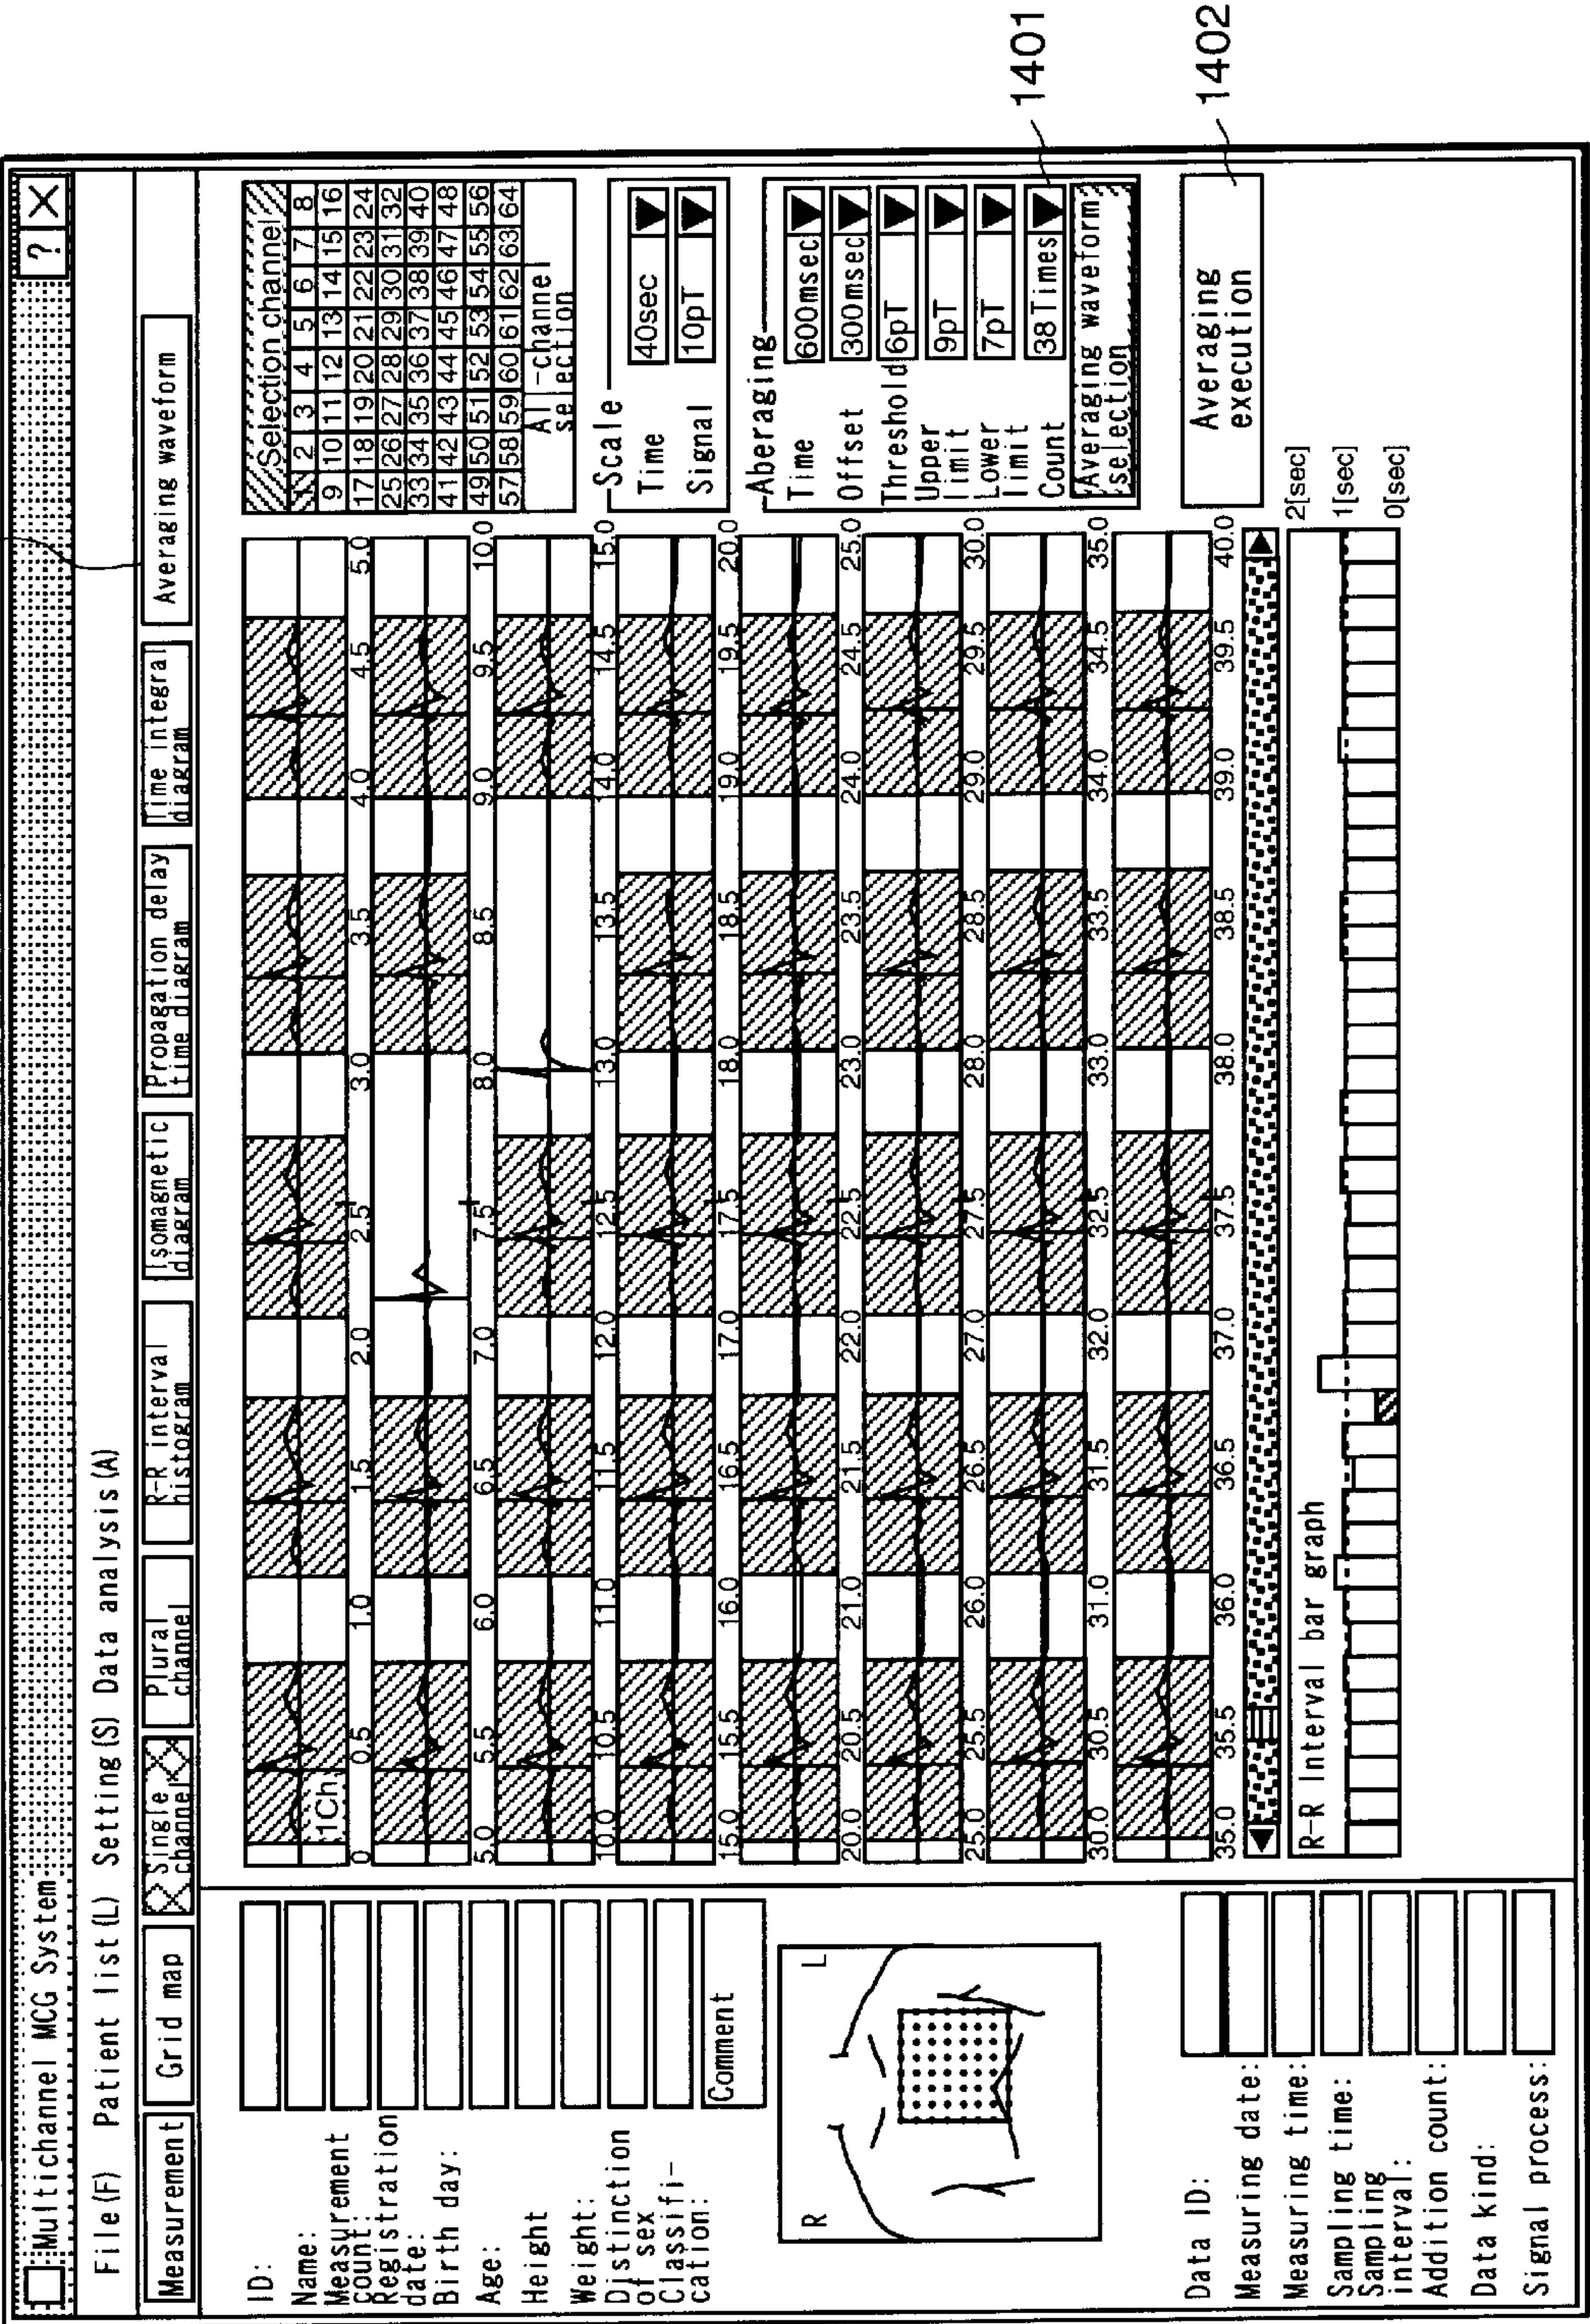 Multichannel MCG System
? X
File(F) Patient list(L) Setting(S) Data analysis(A)
Measurement
Grid map
Single channel
Plural channel
R-R interval histogram
Isomagnetic diagram
Propagation delay time diagram
Time integral diagram
Averaging waveform
ID:
Name:
Measurement count:
Registration date:
Birth day:
Age:
Height
Weight:
Distinction of sex
Classifi-
cation:
Comment
R L
Data ID:
Measuring date:
Measuring time:
Sampling time:
Sampling interval:
Addition count:
Data kind:
Signal process:
1Ch
0 0.5 1.0 1.5 2.0 2.5 3.0 3.5 4.0 4.5 5.0
5.0 5.5 6.0 6.5 7.0 7.5 8.0 8.5 9.0 9.5 10.0
10.0 10.5 11.0 11.5 12.0 12.5 13.0 13.5 14.0 14.5 15.0
15.0 15.5 16.0 16.5 17.0 17.5 18.0 18.5 19.0 19.5 20.0
20.0 20.5 21.0 21.5 22.0 22.5 23.0 23.5 24.0 24.5 25.0
25.0 25.5 26.0 26.5 27.0 27.5 28.0 28.5 29.0 29.5 30.0
30.0 30.5 31.0 31.5 32.0 32.5 33.0 33.5 34.0 34.5 35.0
35.0 35.5 36.0 36.5 37.0 37.5 38.0 38.5 39.0 39.5 40.0
R-R Interval bar graph
2[sec]
1[sec]
0[sec]
Selection channel
1 2 3 4 5 6 7 8
9 10 11 12 13 14 15 16
17 18 19 20 21 22 23 24
25 26 27 28 29 30 31 32
33 34 35 36 37 38 39 40
41 42 43 44 45 46 47 48
49 50 51 52 53 54 55 56
57 58 59 60 61 62 63 64
All-channel
selection
Scale
Time 40sec
Signal 10pT
Aberaging
Time 600msec
Offset 300msec
Threshold 6pT
Upper limit 9pT
Lower limit 7pT
Count 38Times
Averaging waveform
selection
Averaging
execution
1401
1402